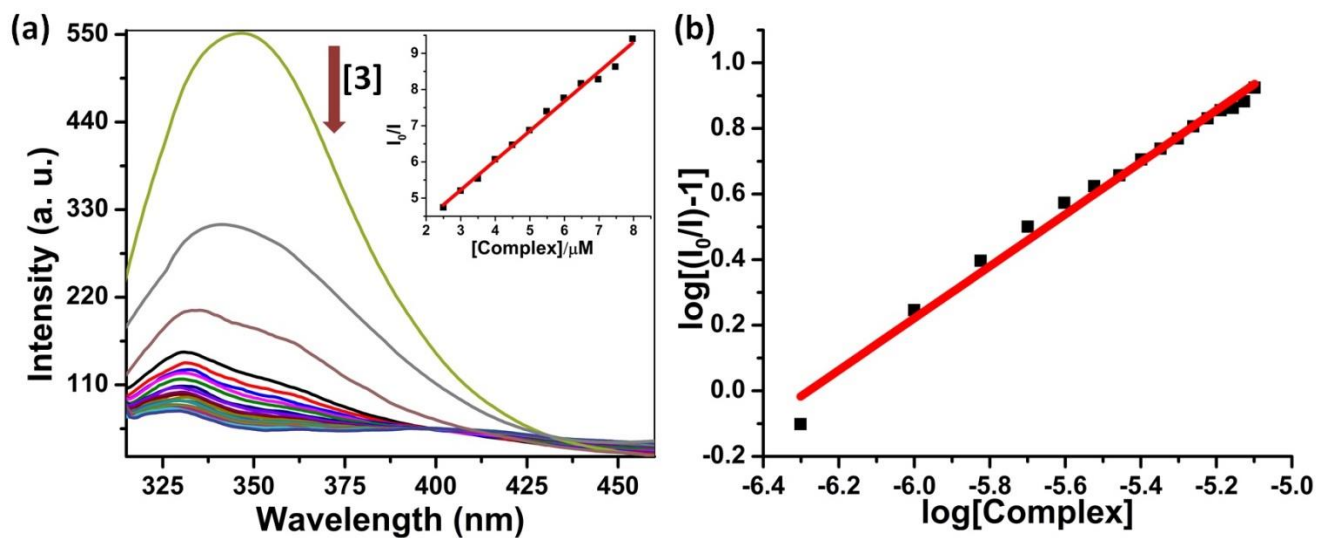 (a)
550
440
330
220
110
Intensity (a. u.)
325 350 375 400 425 450
Wavelength (nm)
[3]
9
8
7
6
5
I0/I
2 3 4 5 6 7 8
[Complex]/μM
(b)
1.0
0.8
0.6
0.4
0.2
0.0
-0.2
log[(I0/I)-1]
-6.4 -6.2 -6.0 -5.8 -5.6 -5.4 -5.2 -5.0
log[Complex]